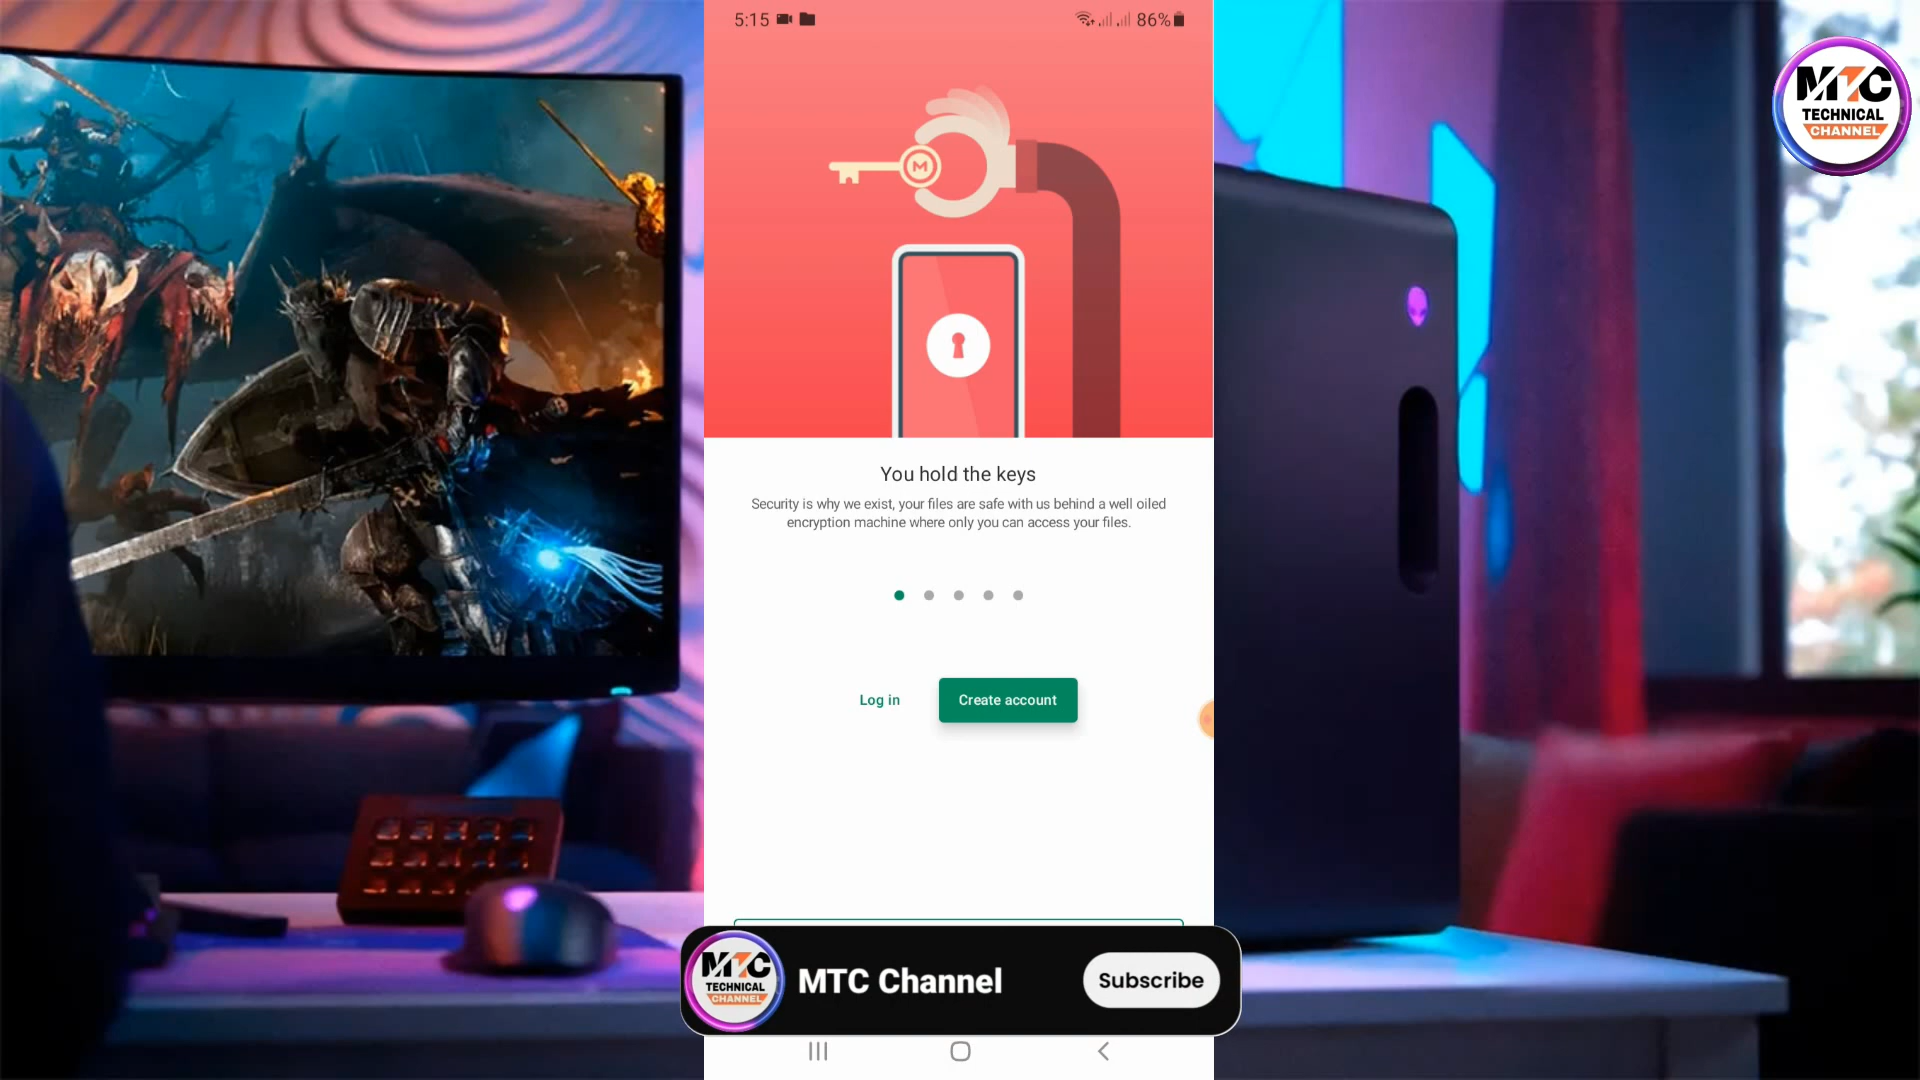 5:15
86%
M
MTC
TECHNICAL
CHANNEL
You hold the keys
Security is why we exist, your files are safe with us behind a well oiled
encryption machine where only you can access your files.
Log in
Create account
MTC
TECHNICAL
CHANNEL
MTC Channel
Subscribe